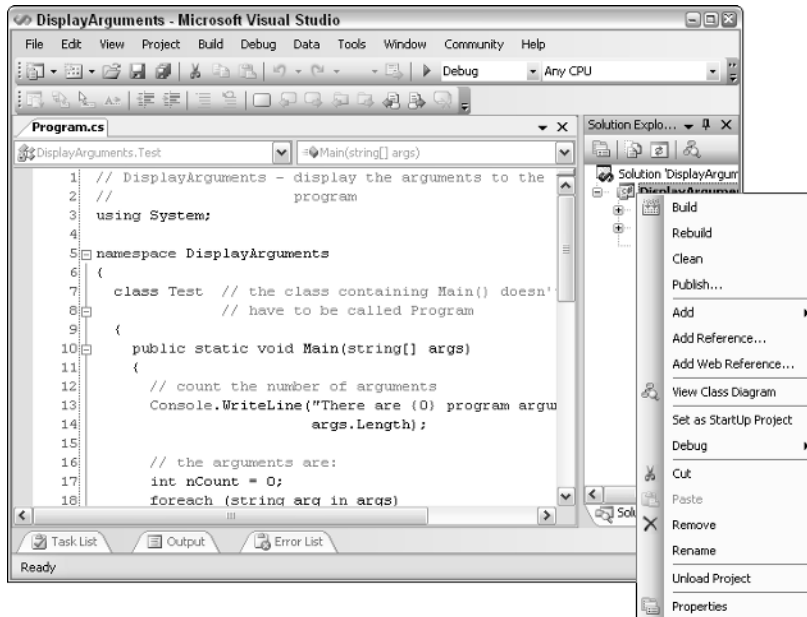 DisplayArguments - Microsoft Visual Studio
File Edit View Project Build Debug Data Tools Window Community Help
Debug Any CPU
Program.cs
Solution Explo...
DisplayArguments.Test
Main(string[] args)
1 // DisplayArguments - display the arguments to the
2 // program
3 using System;
4
5 namespace DisplayArguments
6 {
7 class Test // the class containing Main() doesn'
8 // have to be called Program
9 {
10 public static void Main(string[] args)
11 {
12 // count the number of arguments
13 Console.WriteLine("There are {0} program argu
14 args.Length);
15
16 // the arguments are:
17 int nCount = 0;
18 foreach (string arg in args)
Solution 'DisplayArgum
DisplayArgumen
Build
Rebuild
Clean
Publish...
Add
Add Reference...
Add Web Reference...
View Class Diagram
Set as StartUp Project
Debug
Cut
Paste
Remove
Rename
Unload Project
Properties
Solu
Task List Output Error List
Ready